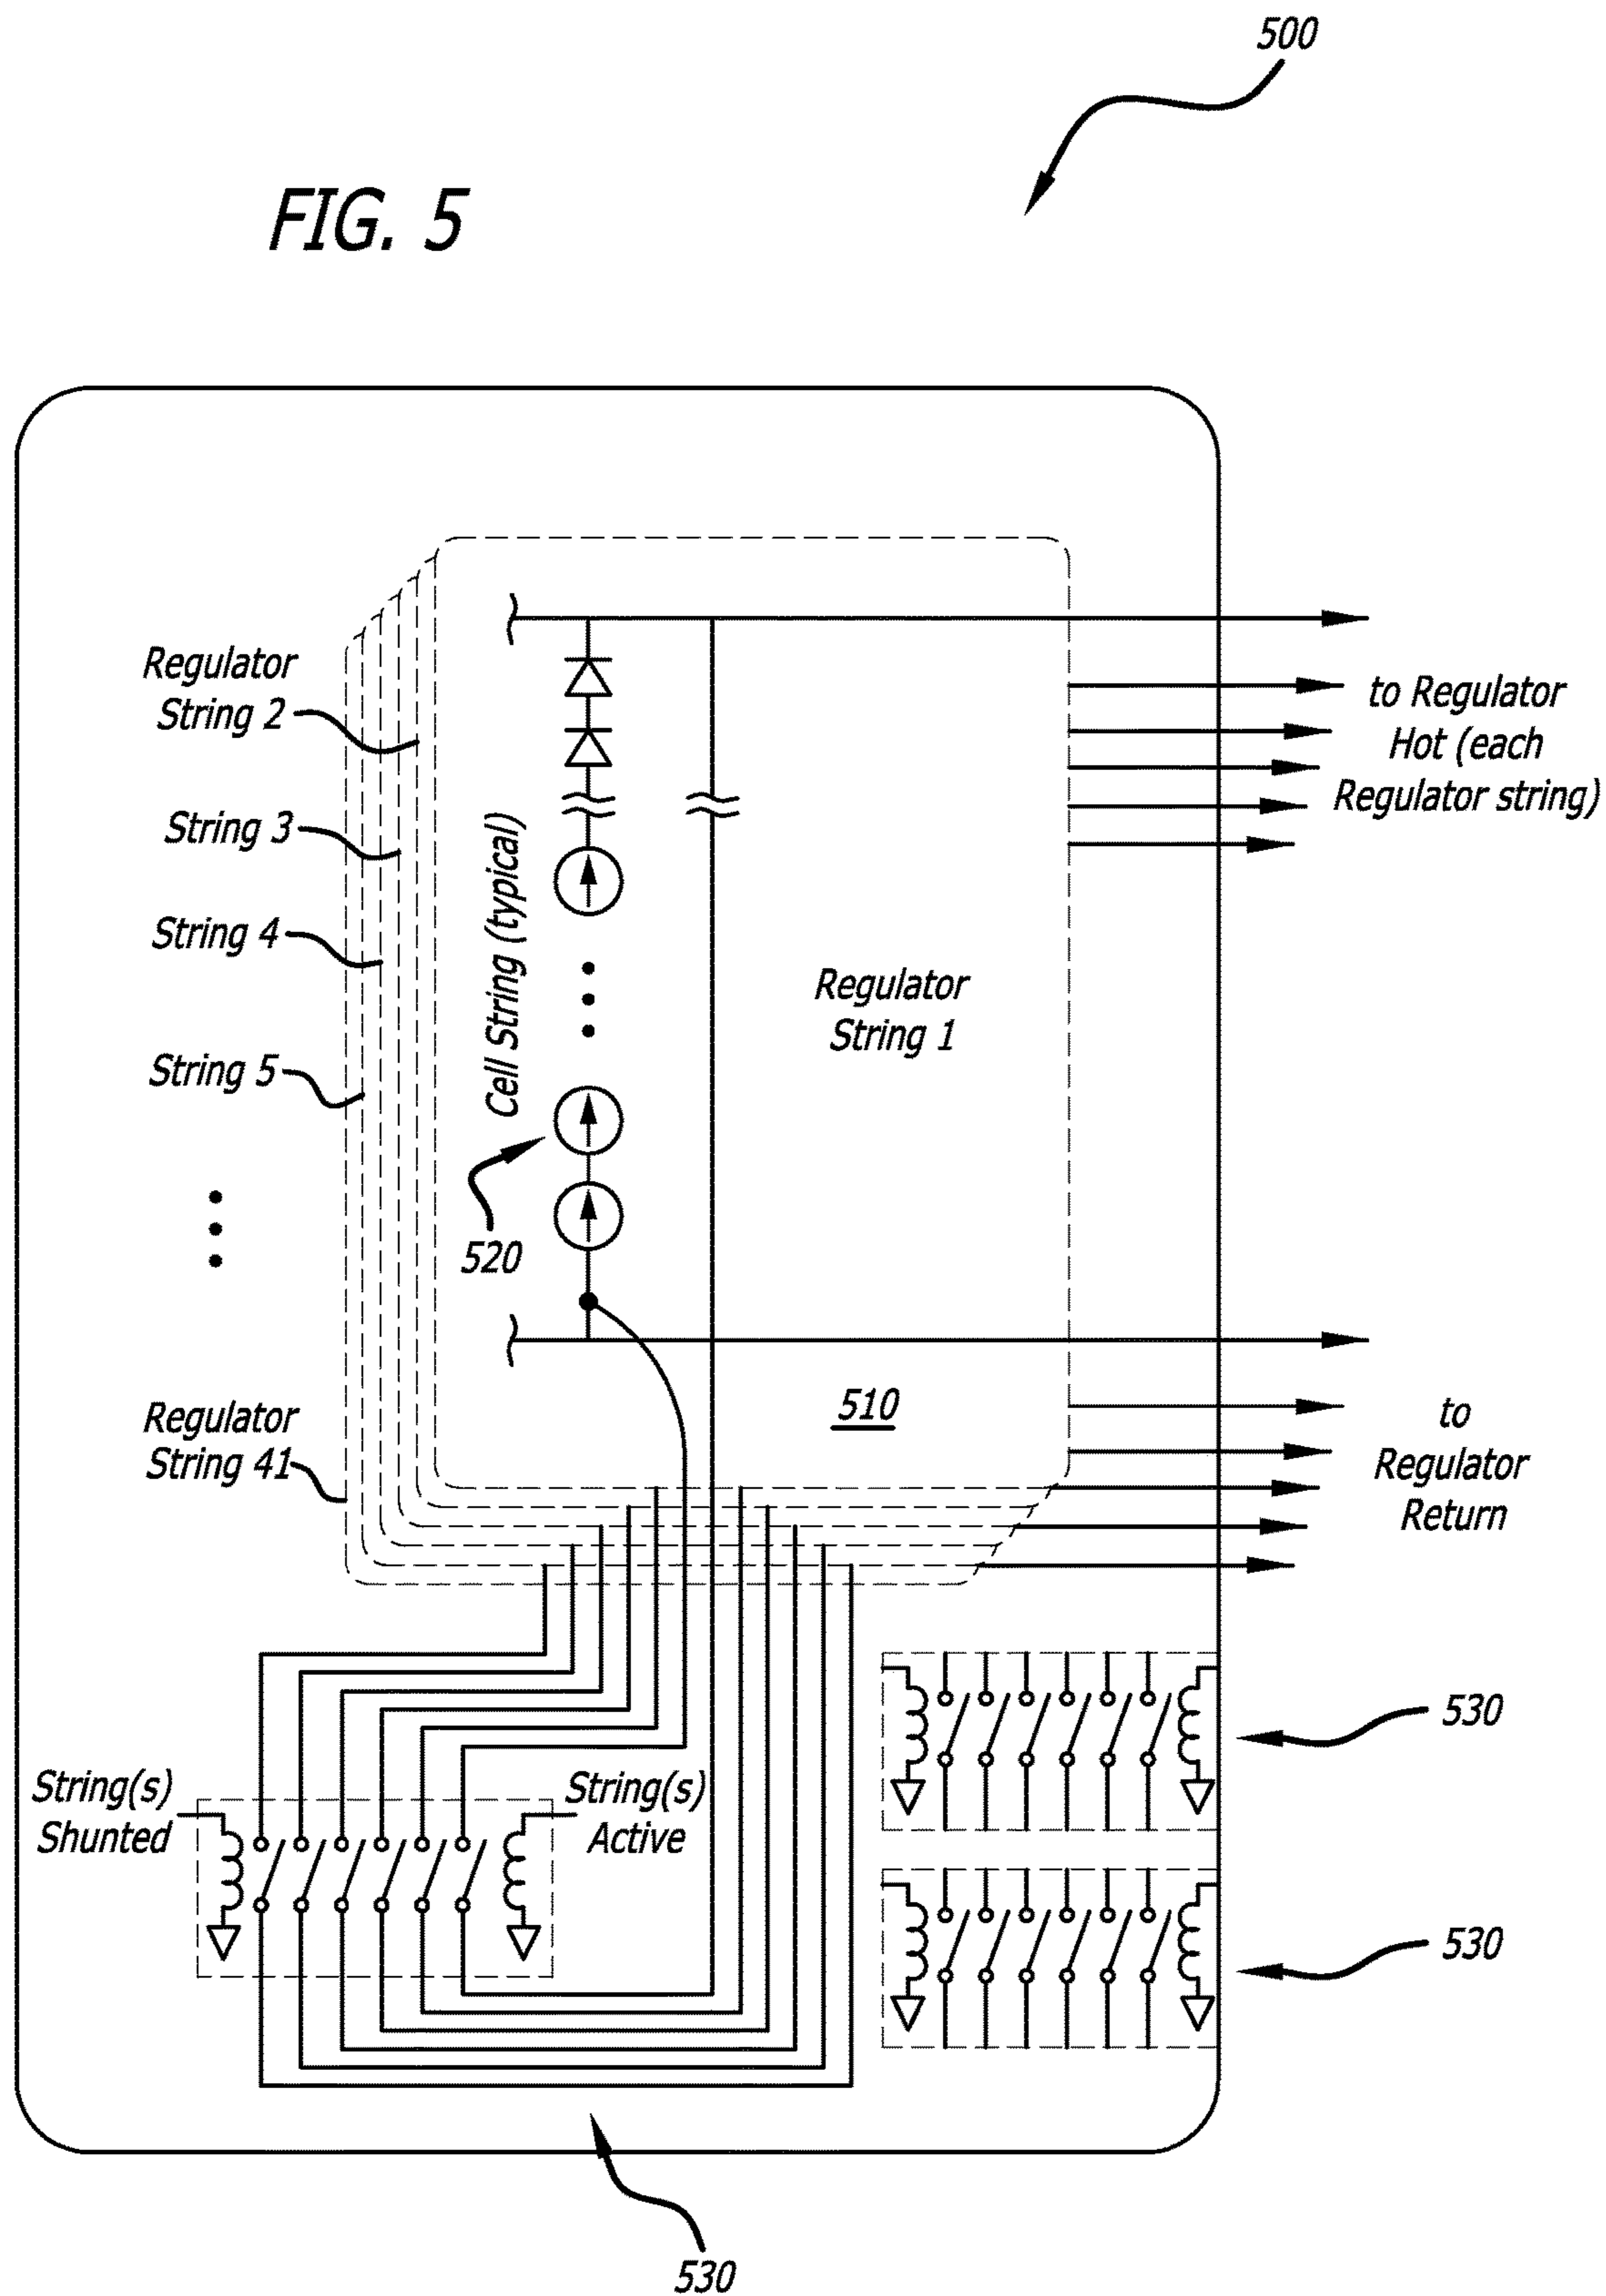 500
FIG. 5
Regulator
String 2
to Regulator
Hot (each
Regulator string)
String 3
Cell String (typical)
String 4
Regulator
String 1
String 5
520
510
Regulator
String 41
to
Regulator
Return
530
String(s)
Shunted
String(s)
Active
530
530